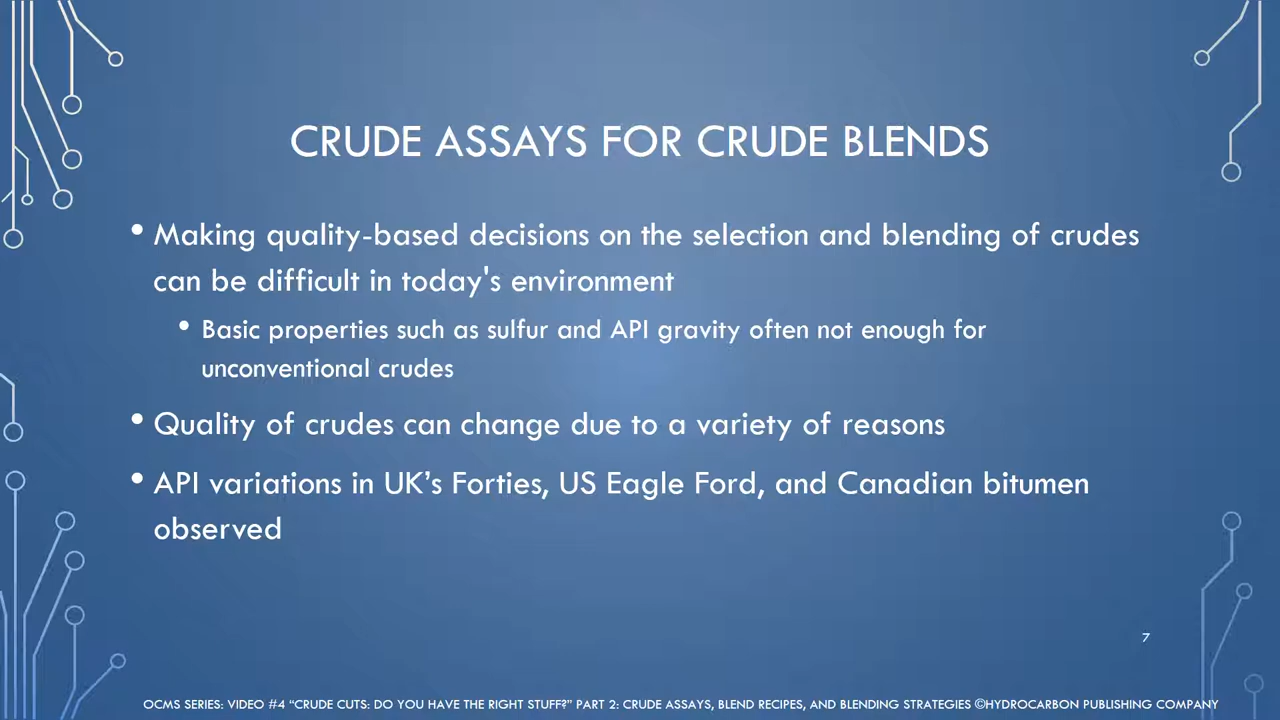 CRUDE ASSAYS FOR CRUDE BLENDS
• Making quality-based decisions on the selection and blending of crudes
can be difficult in today's environment
• Basic properties such as sulfur and API gravity often not enough for
unconventional crudes
• Quality of crudes can change due to a variety of reasons
• API variations in UK’s Forties, US Eagle Ford, and Canadian bitumen
observed
7
OCMS SERIES: VIDEO #4 “CRUDE CUTS: DO YOU HAVE THE RIGHT STUFF?” PART 2: CRUDE ASSAYS, BLEND RECIPES, AND BLENDING STRATEGIES ©HYDROCARBON PUBLISHING COMPANY